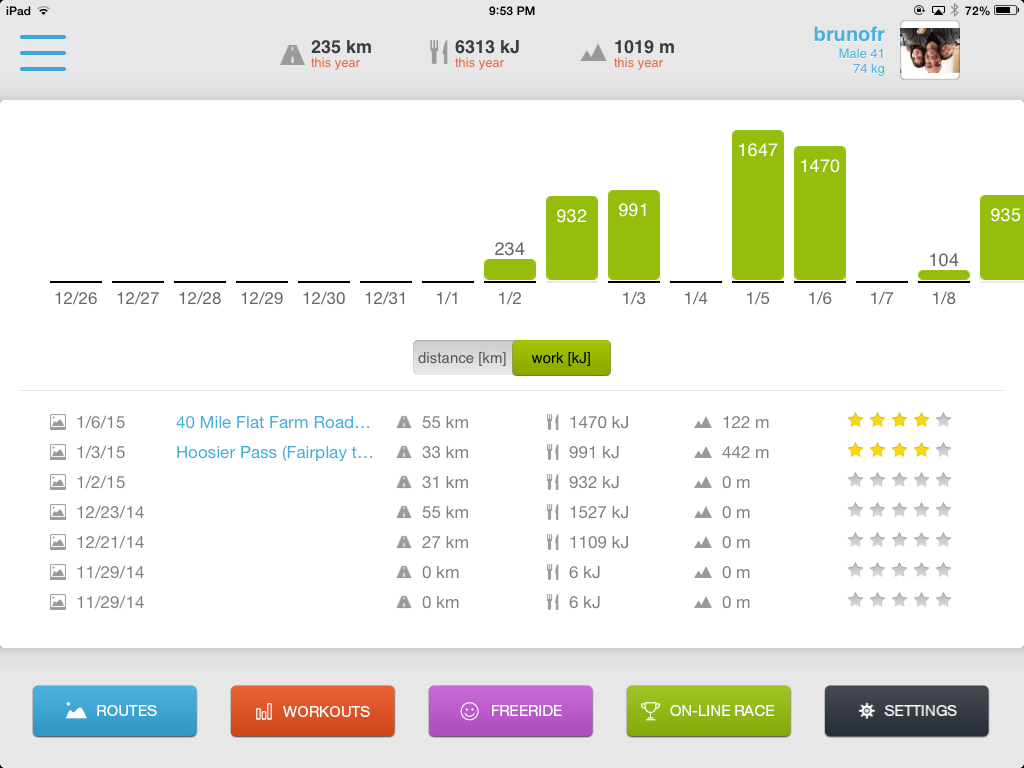 iPad 9:53 PM 72%
235 km 6313 kJ 1019 m brunofr
this year this year this year Male 41
74 kg
1647
1470
932 991 935
234 104
12/26 12/27 12/28 12/29 12/30 12/31 1/1 1/2 1/3 1/4 1/5 1/6 1/7 1/8
distance [km] work [kJ]
1/6/15 40 Mile Flat Farm Road... 55 km 1470 kJ 122 m
1/3/15 Hoosier Pass (Fairplay t... 33 km 991 kJ 442 m
1/2/15 31 km 932 kJ 0 m
12/23/14 55 km 1527 kJ 0 m
12/21/14 27 km 1109 kJ 0 m
11/29/14 0 km 6 kJ 0 m
11/29/14 0 km 6 kJ 0 m
ROUTES WORKOUTS FREERIDE ON-LINE RACE SETTINGS